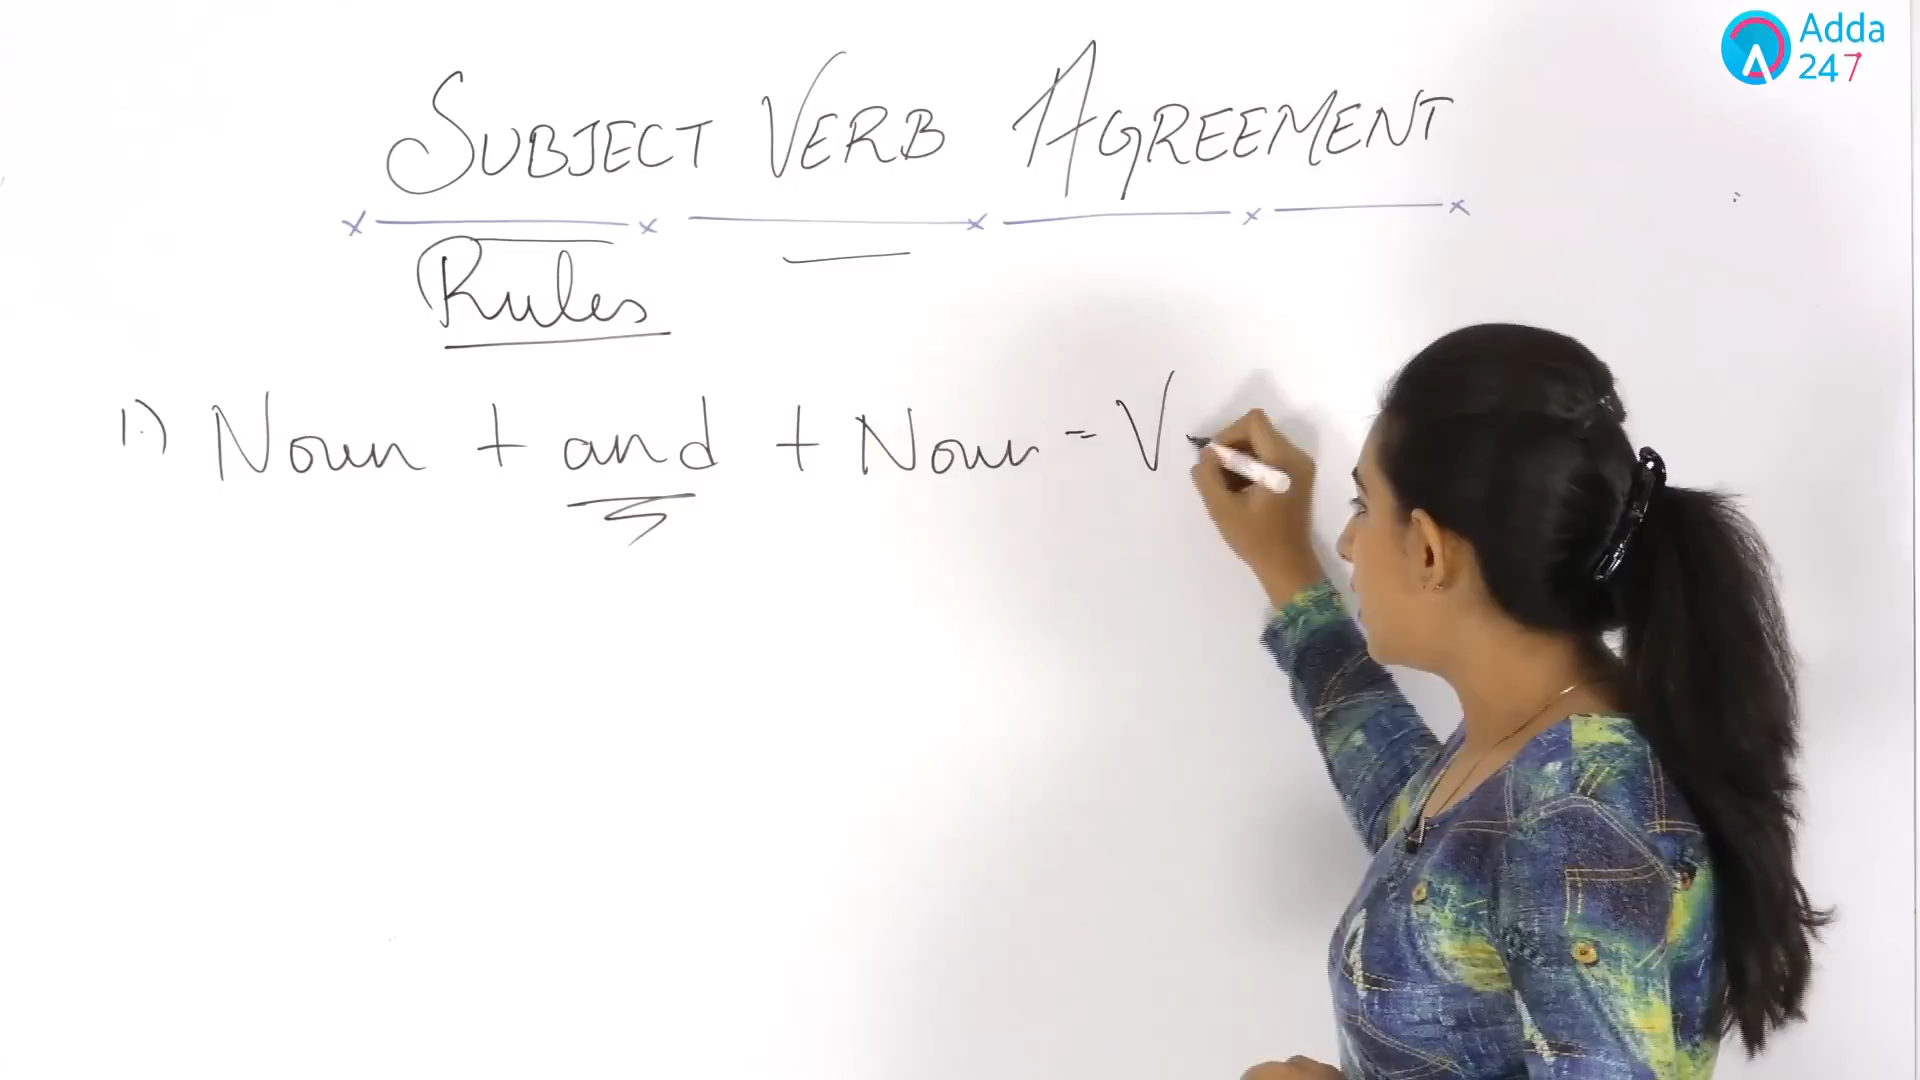 Adda
247
SUBJECT VERB AGREEMENT
Rules
1.) Noun + and + Noun = V